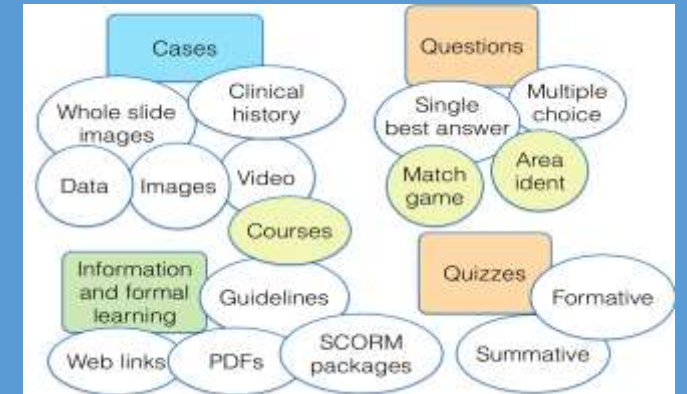 Cases
Clinical
history
Whole slide
images
Data
Images
Video
Courses
Information
and formal
learning
Guidelines
Web links
PDFs
SCORM
packages
Questions
Multiple
choice
Single
best answer
Match
game
Area
ident
Quizzes
Formative
Summative